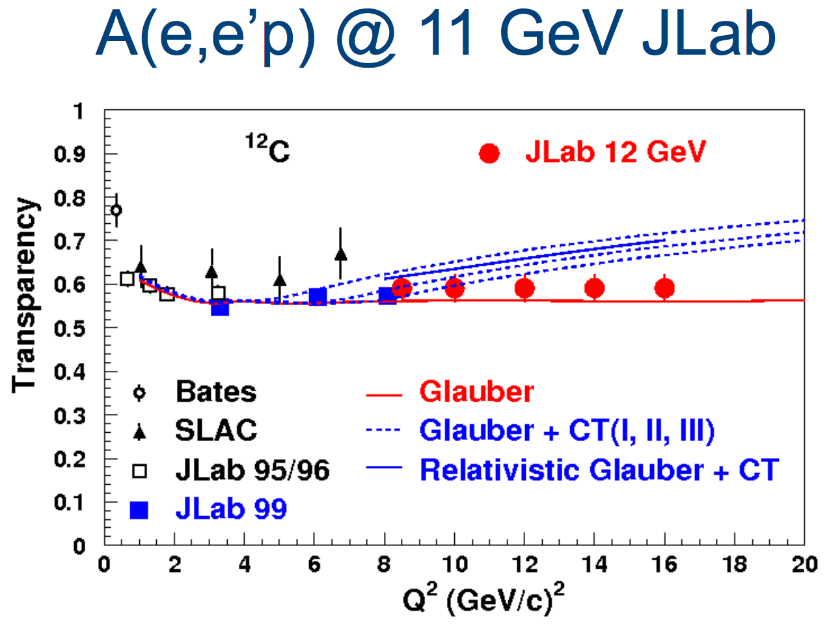 A(e,e’p) @ 11 GeV JLab
1
0.9
0.8
0.7
0.6
0.5
0.4
0.3
0.2
0.1
0
Transparency
¹²C
JLab 12 GeV
Bates
SLAC
JLab 95/96
JLab 99
Glauber
Glauber + CT(I, II, III)
Relativistic Glauber + CT
0 2 4 6 8 10 12 14 16 18 20
Q² (GeV/c)²